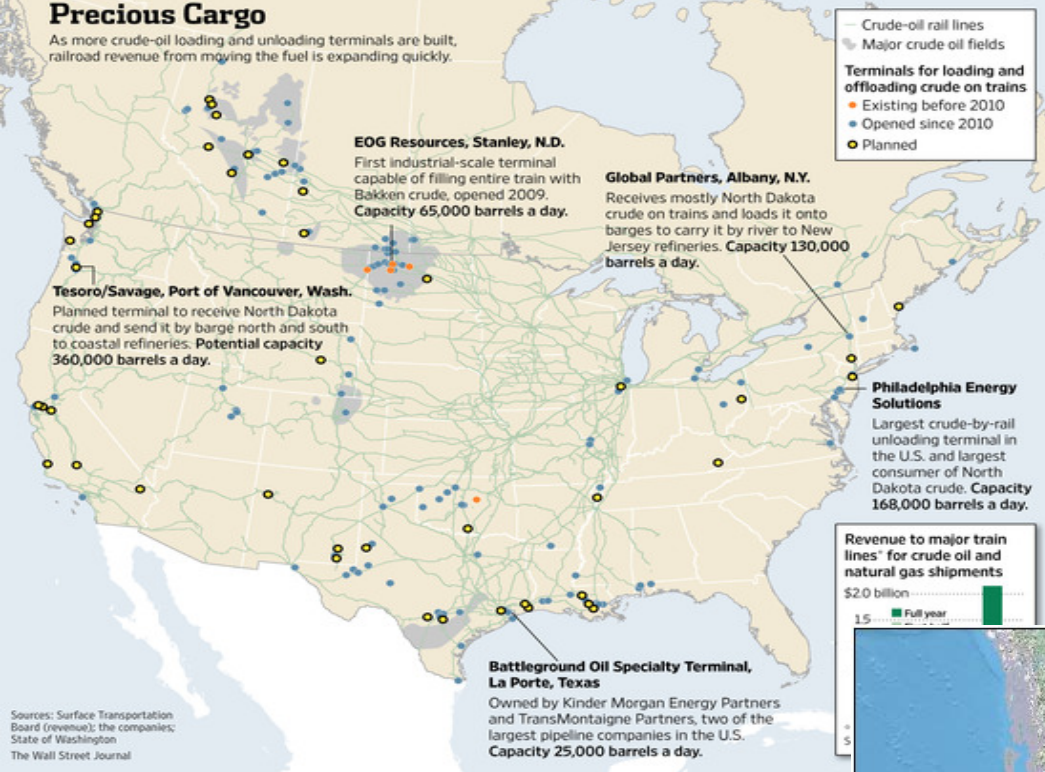 Precious Cargo
As more crude-oil loading and unloading terminals are built,
railroad revenue from moving the fuel is expanding quickly.
Crude-oil rail lines
Major crude oil fields
Terminals for loading and
offloading crude on trains
Existing before 2010
Opened since 2010
Planned
EOG Resources, Stanley, N.D.
First industrial-scale terminal
capable of filling entire train with
Bakken crude, opened 2009.
Capacity 65,000 barrels a day.
Global Partners, Albany, N.Y.
Receives mostly North Dakota
crude on trains and loads it onto
barges to carry it by river to New
Jersey refineries. Capacity 130,000
barrels a day.
Tesoro/Savage, Port of Vancouver, Wash.
Planned terminal to receive North Dakota
crude and send it by barge north and south
to coastal refineries. Potential capacity
360,000 barrels a day.
Philadelphia Energy
Solutions
Largest crude-by-rail
unloading terminal in
the U.S. and largest
consumer of North
Dakota crude. Capacity
168,000 barrels a day.
Revenue to major train
lines* for crude oil and
natural gas shipments
$2.0 billion
Full year
1.5
Battleground Oil Specialty Terminal,
La Porte, Texas
Owned by Kinder Morgan Energy Partners
and TransMontaigne Partners, two of the
largest pipeline companies in the U.S.
Capacity 25,000 barrels a day.
Sources: Surface Transportation
Board (revenue); the companies;
State of Washington
The Wall Street Journal